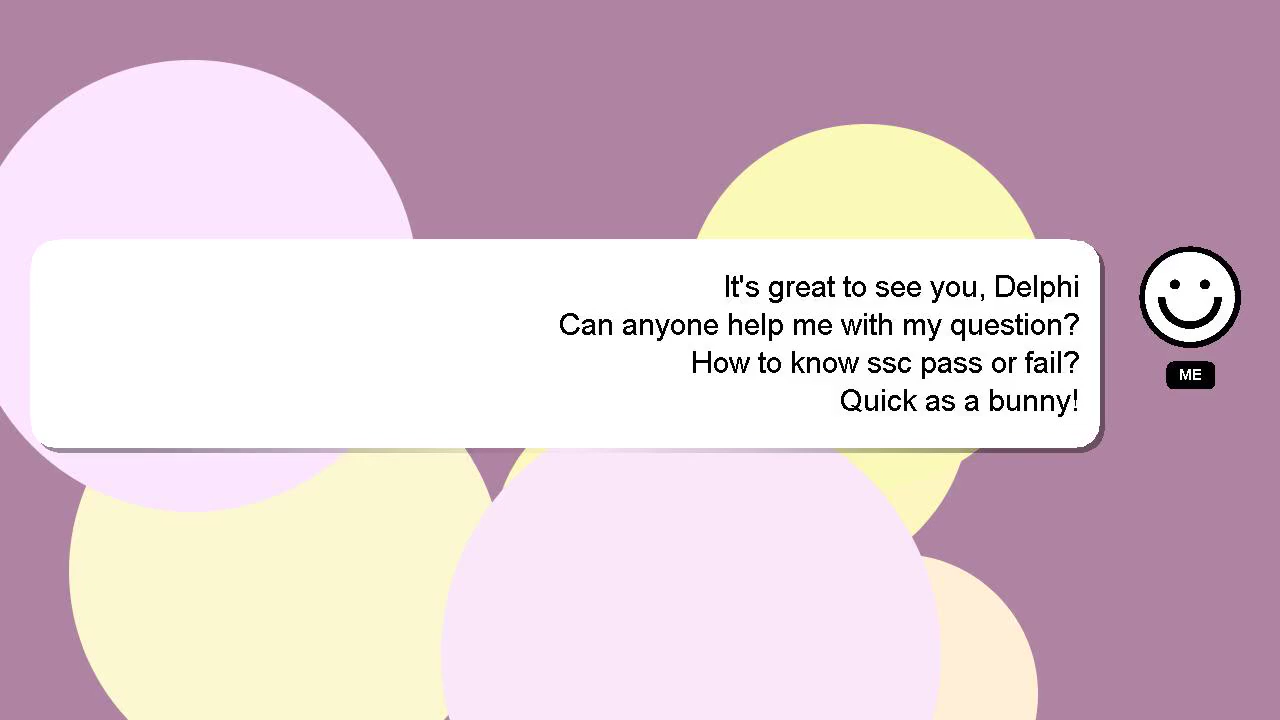 It's great to see you, Delphi
Can anyone help me with my question?
How to know ssc pass or fail?
Quick as a bunny!
ME